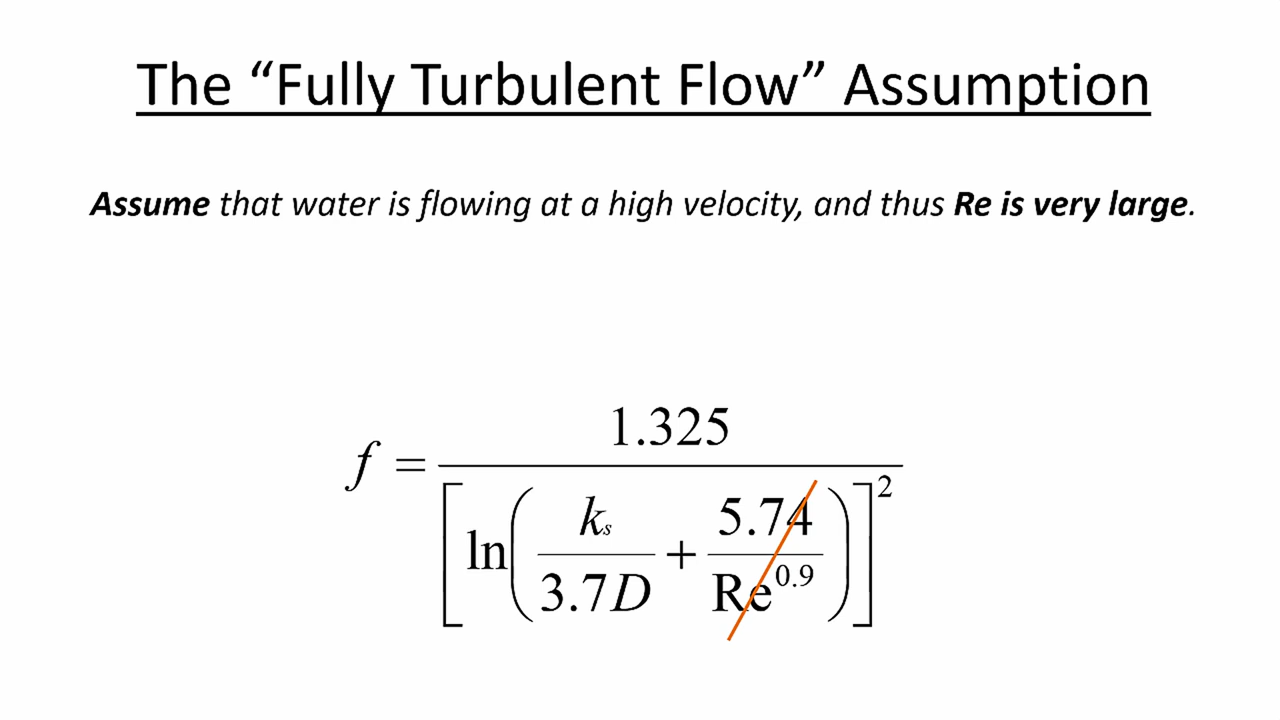 The “Fully Turbulent Flow” Assumption
Assume that water is flowing at a high velocity, and thus Re is very large.
f = 1.325 / [ln(kₛ / 3.7D + 5.74 / Re^0.9)]²